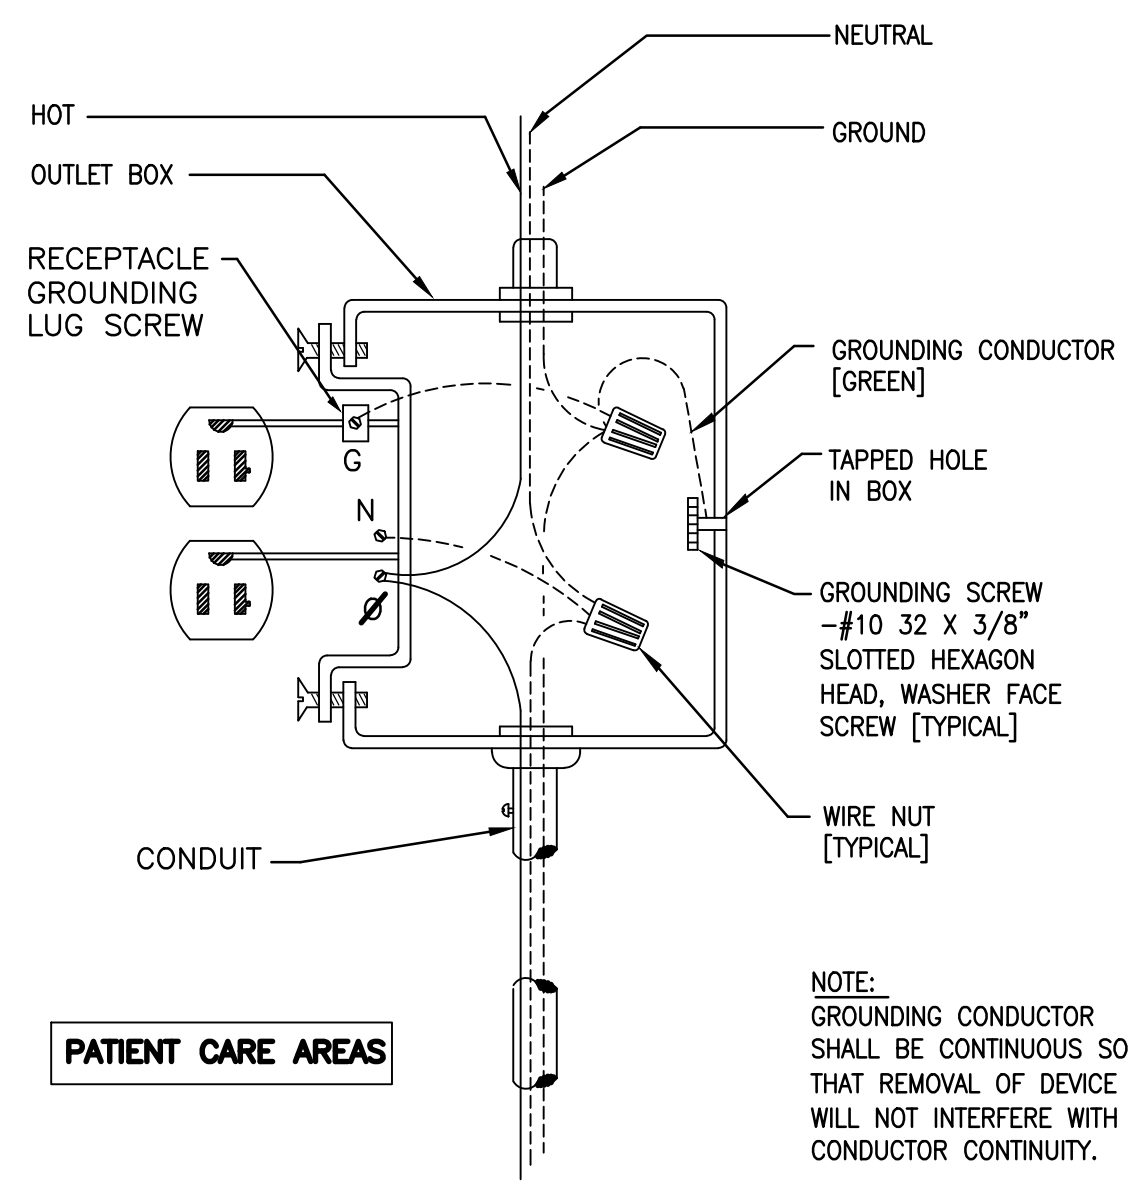 NEUTRAL
HOT
GROUND
OUTLET BOX
RECEPTACLE
GROUNDING
LUG SCREW
GROUNDING CONDUCTOR
[GREEN]
G
TAPPED HOLE
IN BOX
N
GROUNDING SCREW
-#10 32 X 3/8"
SLOTTED HEXAGON
HEAD, WASHER FACE
SCREW [TYPICAL]
Ø
WIRE NUT
[TYPICAL]
CONDUIT
PATIENT CARE AREAS
NOTE:
GROUNDING CONDUCTOR
SHALL BE CONTINUOUS SO
THAT REMOVAL OF DEVICE
WILL NOT INTERFERE WITH
CONDUCTOR CONTINUITY.